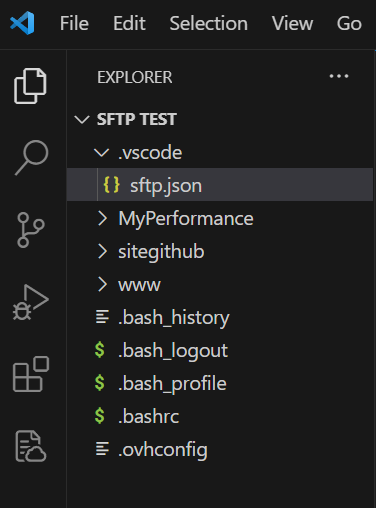 File Edit Selection View Go
EXPLORER ...
SFTP TEST
.vscode
{} sftp.json
MyPerformance
sitegithub
www
.bash_history
$ .bash_logout
$ .bash_profile
$ .bashrc
.ovhconfig